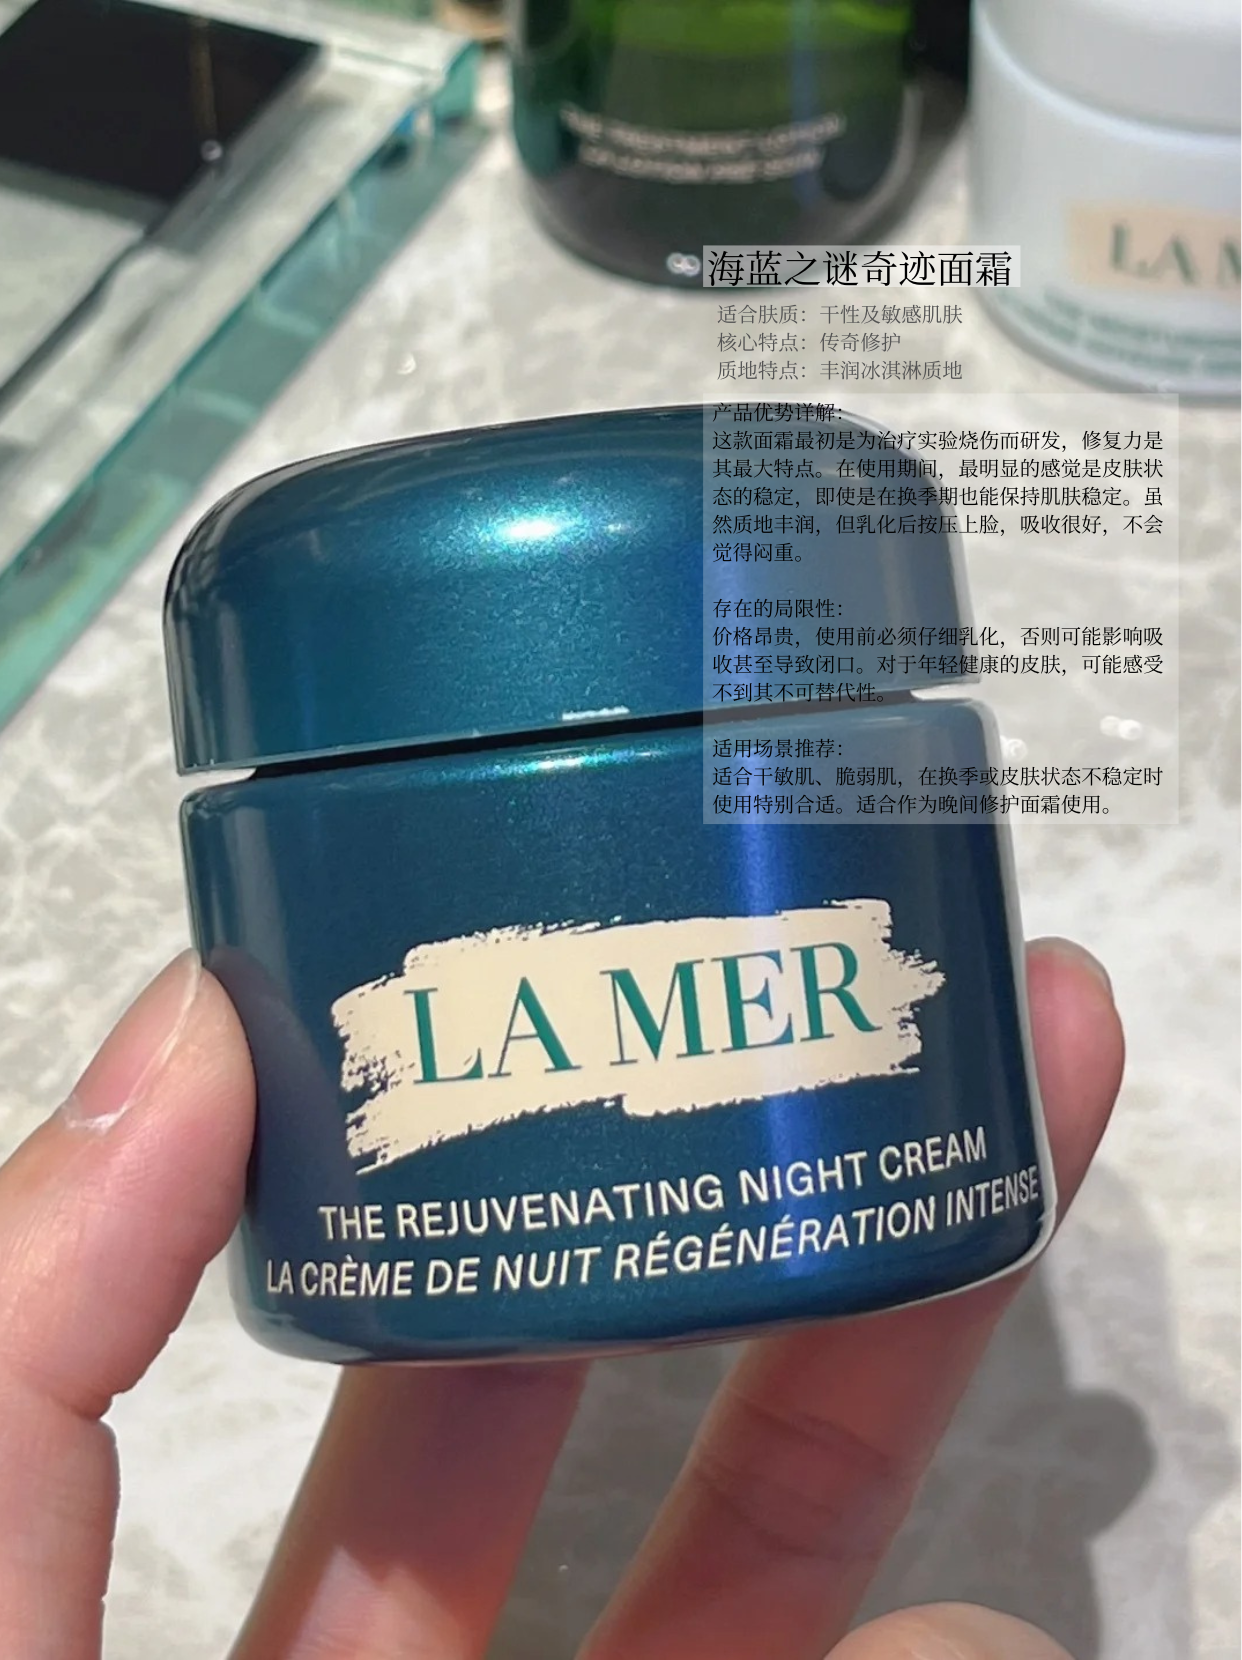 THE TREATMENT LOTION
海蓝之谜奇迹面霜
LA M
适合肤质：干性及敏感肌肤
核心特点：传奇修护
质地特点：丰润冰淇淋质地
产品优势详解：
这款面霜最初是为治疗实验烧伤而研发，修复力是
其最大特点。在使用期间，最明显的感觉是皮肤状
态的稳定，即使是在换季期也能保持肌肤稳定。虽
然质地丰润，但乳化后按压上脸，吸收很好，不会
觉得闷重。
存在的局限性：
价格昂贵，使用前必须仔细乳化，否则可能影响吸
收甚至导致闭口。对于年轻健康的皮肤，可能感受
不到其不可替代性。
适用场景推荐：
适合干敏肌、脆弱肌，在换季或皮肤状态不稳定时
使用特别合适。适合作为晚间修护面霜使用。
LA MER
THE REJUVENATING NIGHT CREAM
LA CRÈME DE NUIT RÉGÉNÉRATION INTENSE